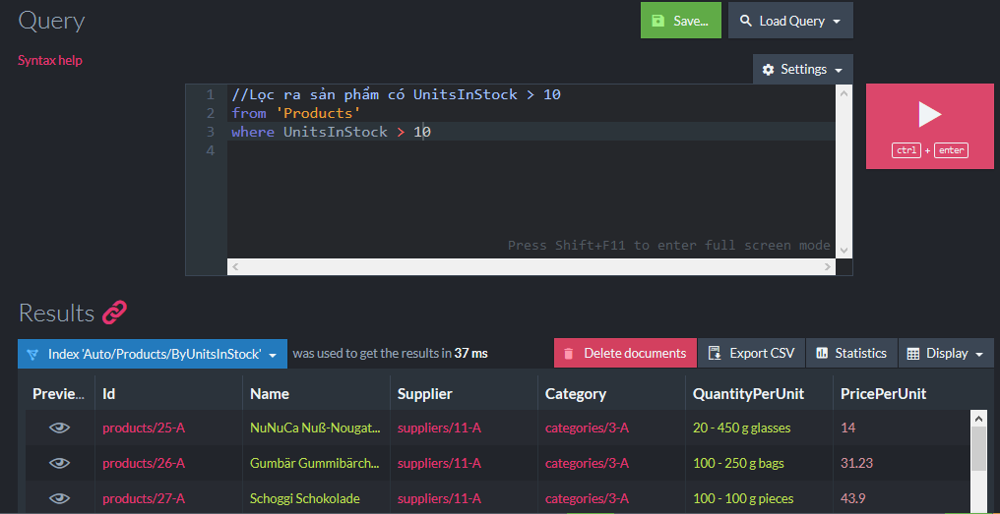 Query
Save...
Load Query
Syntax help
Settings
1 //Lọc ra sản phẩm có UnitsInStock > 10
2 from 'Products'
3 where UnitsInStock > 10
4
ctrl + enter
Press Shift+F11 to enter full screen mode
Results
Index 'Auto/Products/ByUnitsInStock' was used to get the results in 37 ms
Delete documents Export CSV Statistics Display
Previe... Id Name Supplier Category QuantityPerUnit PricePerUnit
products/25-A NuNuCa Nuß-Nougat... suppliers/11-A categories/3-A 20 - 450 g glasses 14
products/26-A Gumbär Gummibärch... suppliers/11-A categories/3-A 100 - 250 g bags 31.23
products/27-A Schoggi Schokolade suppliers/11-A categories/3-A 100 - 100 g pieces 43.9